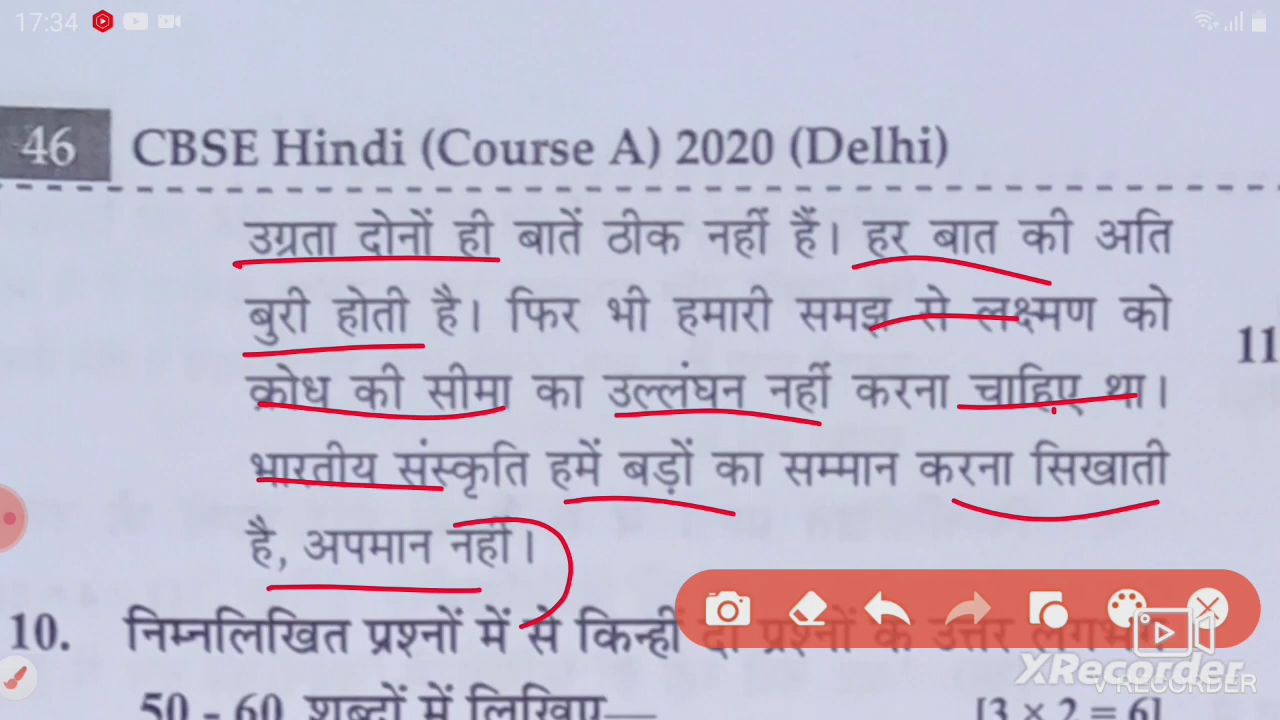 17:34
46 CBSE Hindi (Course A) 2020 (Delhi)
उग्रता दोनों ही बातें ठीक नहीं हैं। हर बात की अति
बुरी होती है। फिर भी हमारी समझ से लक्ष्मण को
11
क्रोध की सीमा का उल्लंघन नहीं करना चाहिए था।
भारतीय संस्कृति हमें बड़ों का सम्मान करना सिखाती
है, अपमान नहीं।
10. निम्नलिखित प्रश्नों में से किन्हीं दो प्रश्नों के उत्तर लगभग
XRecorder
V RECORDER
50 - 60 शब्दों में लिखिए— [3 × 2 = 6]